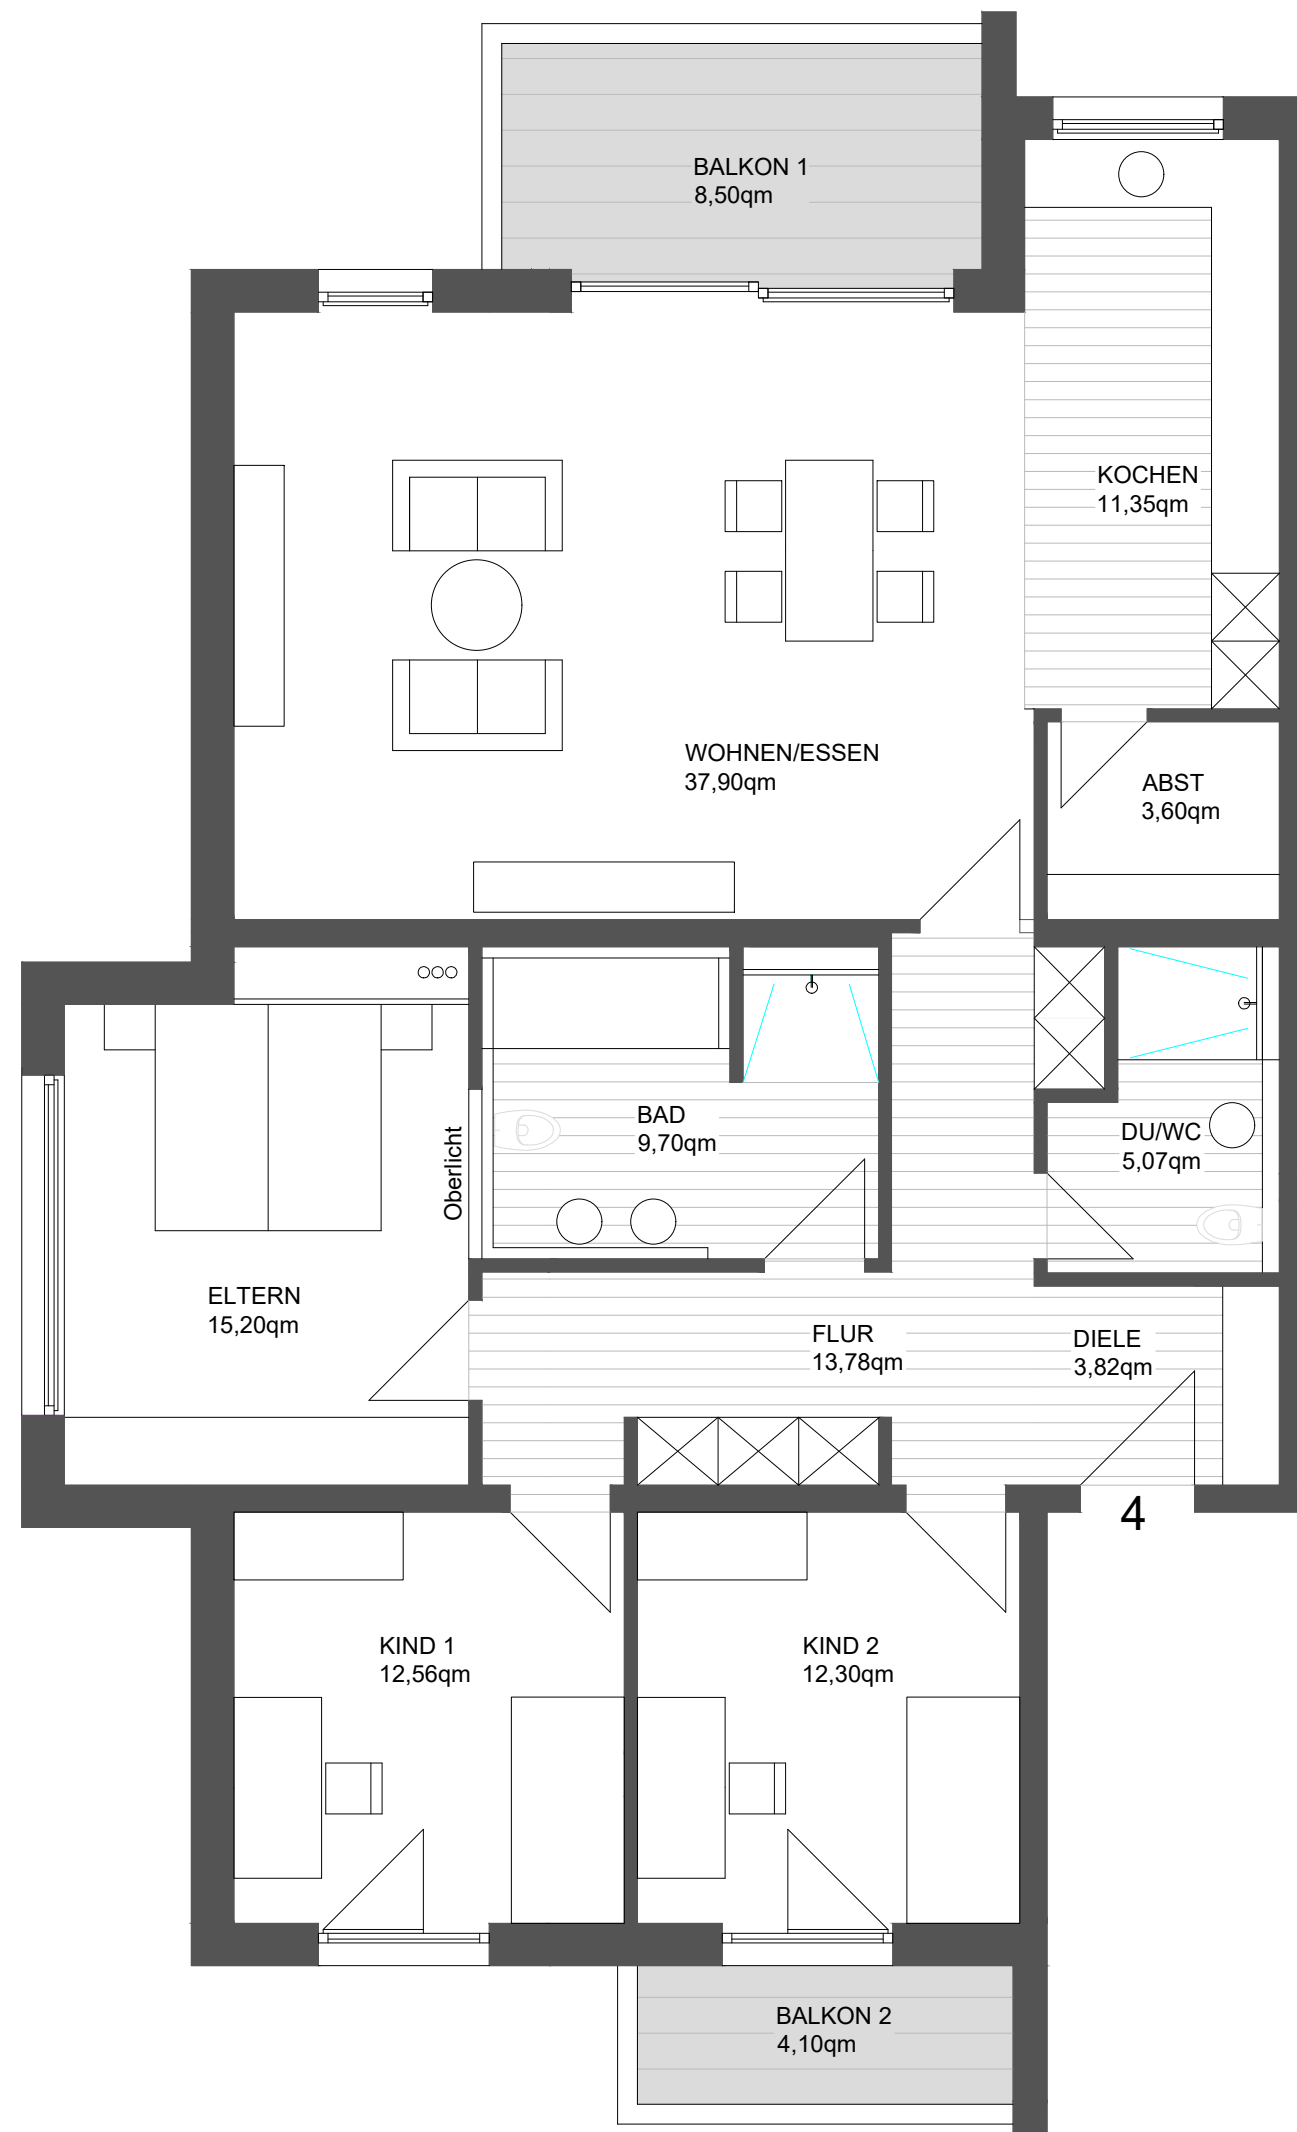 BALKON 1
8,50qm
KOCHEN
11,35qm
WOHNEN/ESSEN
37,90qm
ABST
3,60qm
BAD
9,70qm
DU/WC
5,07qm
Oberlicht
ELTERN
15,20qm
FLUR
13,78qm
DIELE
3,82qm
4
KIND 1
12,56qm
KIND 2
12,30qm
BALKON 2
4,10qm